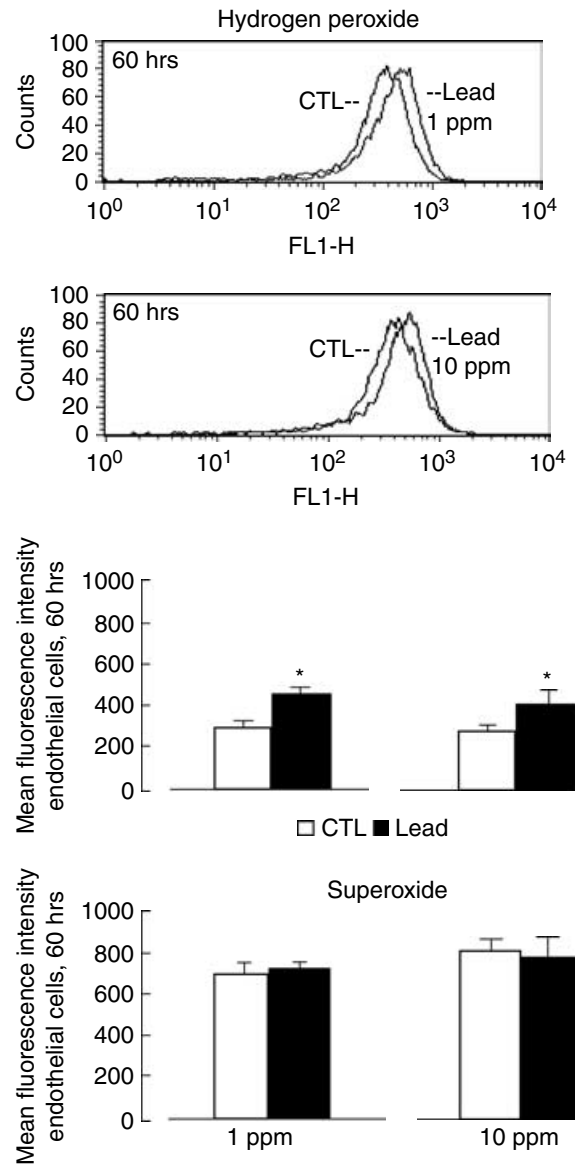 Hydrogen peroxide
100
80
60
40
20
0
Counts
60 hrs
CTL--
--Lead
1 ppm
10⁰ 10¹ 10² 10³ 10⁴
FL1-H
100
80
60
40
20
0
Counts
60 hrs
CTL--
--Lead
10 ppm
10⁰ 10¹ 10² 10³ 10⁴
FL1-H
Mean fluorescence intensity
endothelial cells, 60 hrs
1000
800
600
400
200
0
*
*
CTL Lead
Superoxide
Mean fluorescence intensity
endothelial cells, 60 hrs
1000
800
600
400
200
0
1 ppm 10 ppm